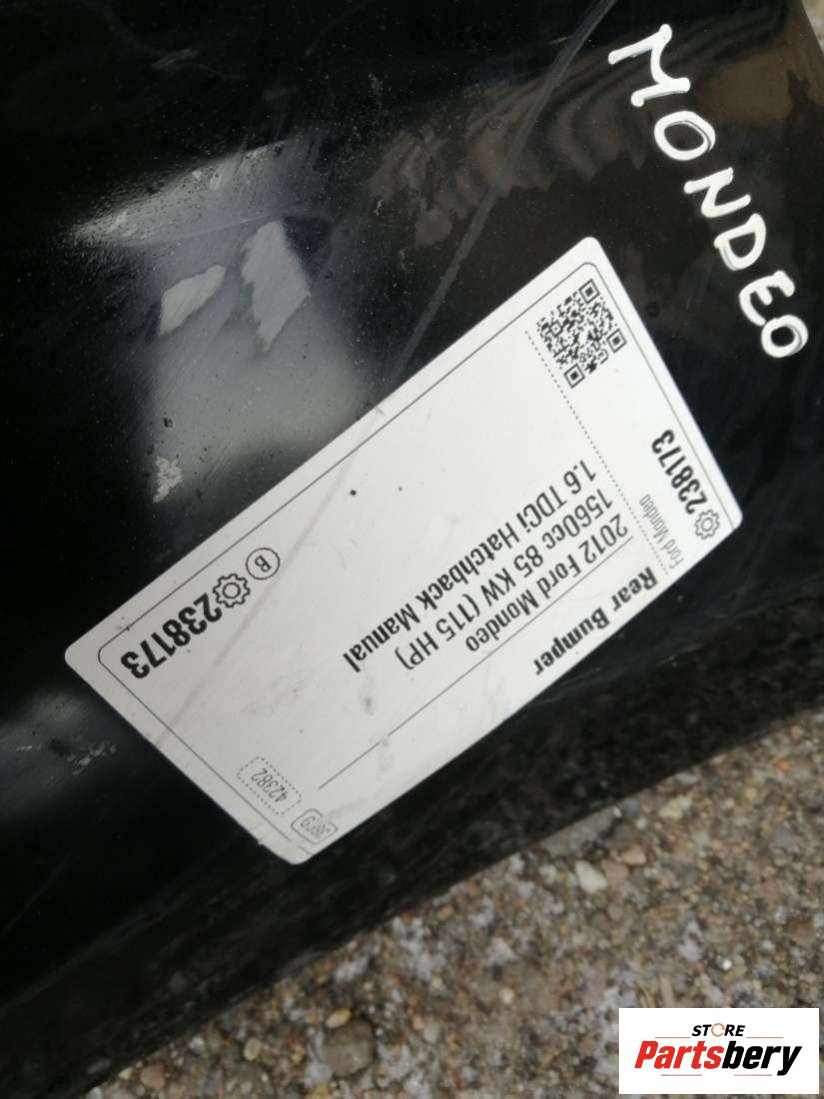 MONDEO
238173
Ford Mondeo
Rear Bumper
2012 Ford Mondeo
1560cc 85 KW (115 HP)
1.6 TDCi Hatchback Manual
B
238173
42382
STORE
Partsbery